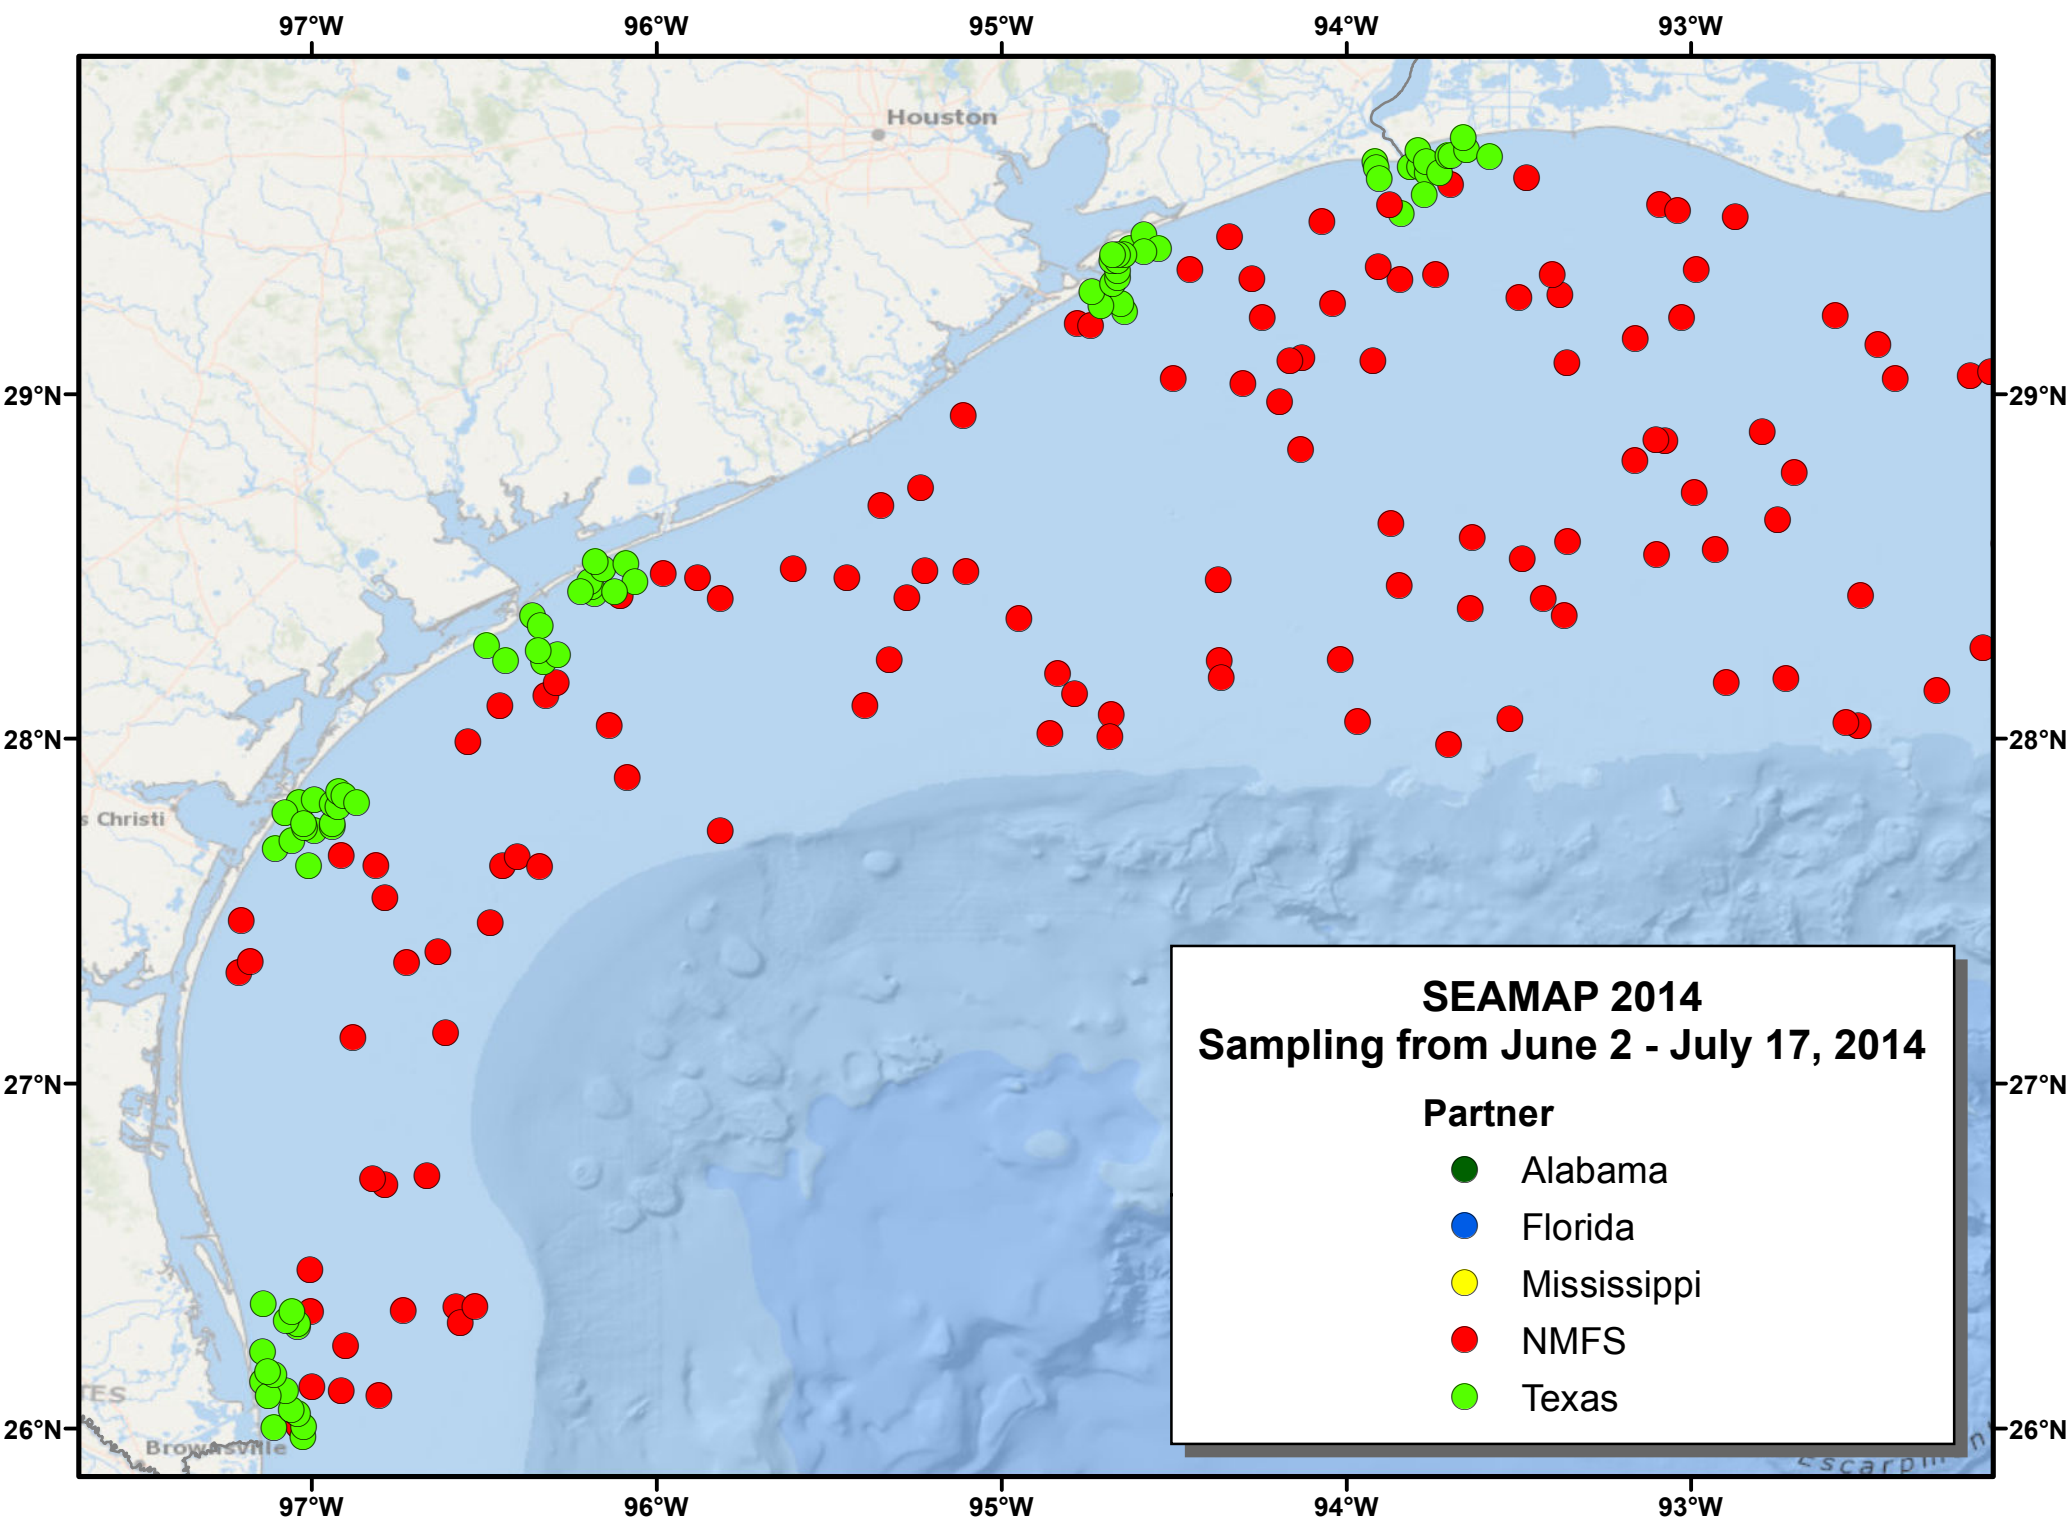 97°W 96°W 95°W 94°W 93°W
Houston
29°N 29°N
28°N 28°N
s Christi
SEAMAP 2014
Sampling from June 2 - July 17, 2014
27°N 27°N
Partner
Alabama
Florida
Mississippi
NMFS
Texas
TES
26°N 26°N
Brownsville
97°W 96°W 95°W 94°W 93°W